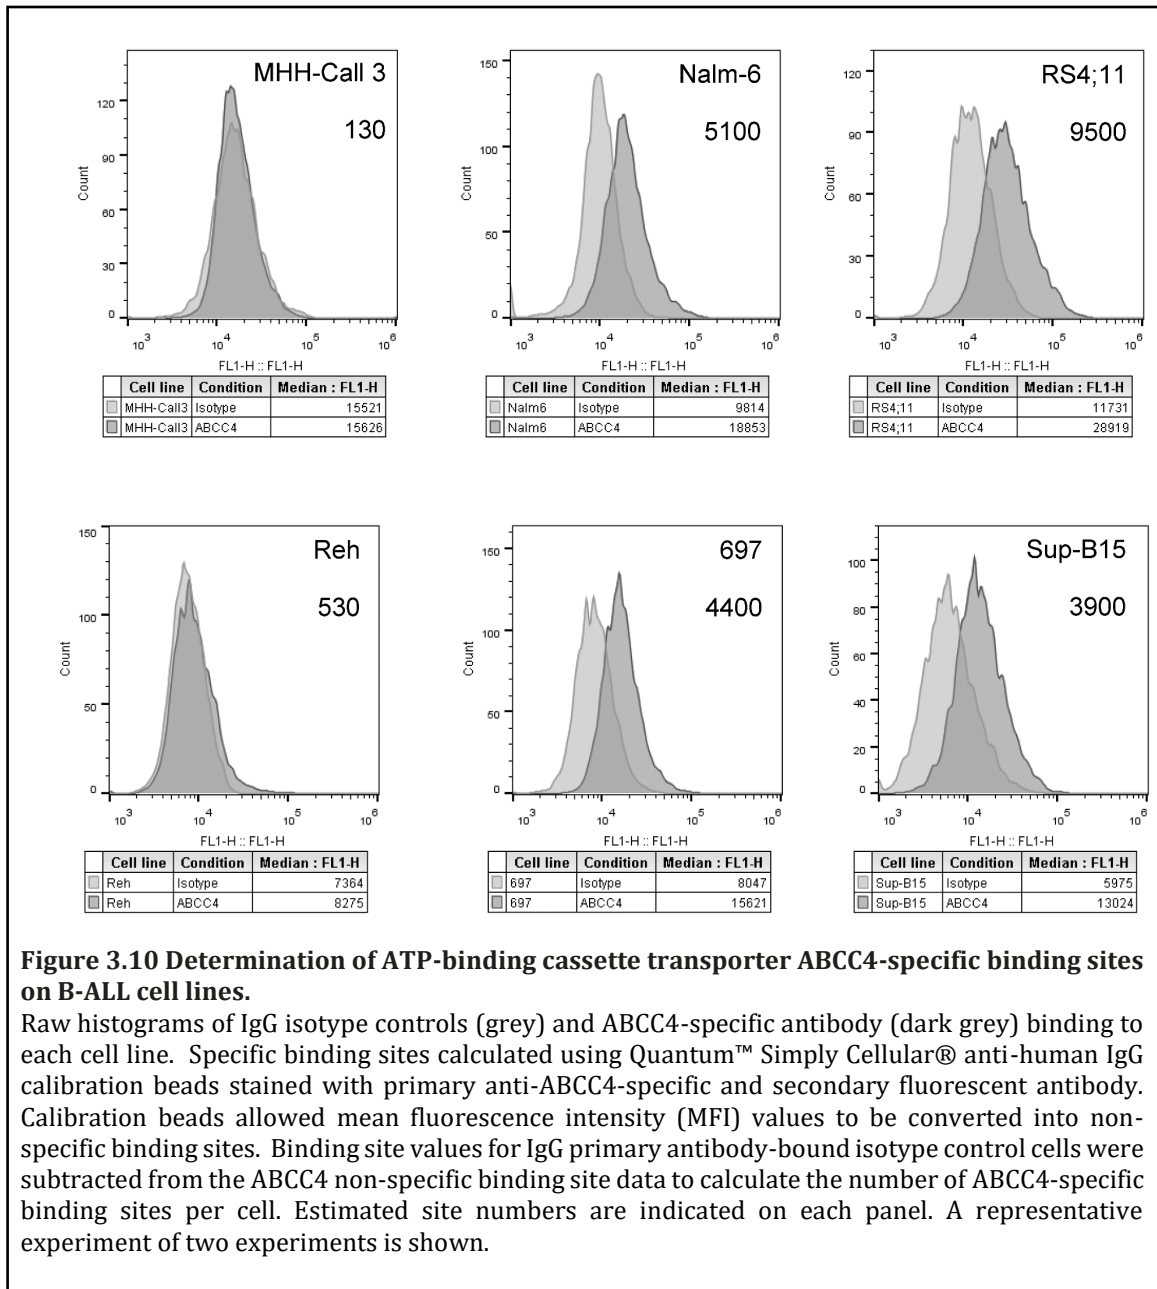 MHH-Call 3
130
Count
120
90
60
30
0
10^3 10^4 10^5 10^6
FL1-H :: FL1-H
Cell line Condition Median : FL1-H
MHH-Call3 Isotype 15521
MHH-Call3 ABCC4 15626
Nalm-6
5100
Count
150
100
50
0
10^3 10^4 10^5 10^6
FL1-H :: FL1-H
Cell line Condition Median : FL1-H
Nalm6 Isotype 9814
Nalm6 ABCC4 18853
RS4;11
9500
Count
120
90
60
30
0
10^3 10^4 10^5 10^6
FL1-H :: FL1-H
Cell line Condition Median : FL1-H
RS4;11 Isotype 11731
RS4;11 ABCC4 28919
Reh
530
Count
150
100
50
0
10^3 10^4 10^5 10^6
FL1-H :: FL1-H
Cell line Condition Median : FL1-H
Reh Isotype 7364
Reh ABCC4 8275
697
4400
Count
150
100
50
0
10^3 10^4 10^5 10^6
FL1-H :: FL1-H
Cell line Condition Median : FL1-H
697 Isotype 8047
697 ABCC4 15621
Sup-B15
3900
Count
100
80
60
40
20
0
10^3 10^4 10^5 10^6
FL1-H :: FL1-H
Cell line Condition Median : FL1-H
Sup-B15 Isotype 5975
Sup-B15 ABCC4 13024
Figure 3.10 Determination of ATP-binding cassette transporter ABCC4-specific binding sites
on B-ALL cell lines.
Raw histograms of IgG isotype controls (grey) and ABCC4-specific antibody (dark grey) binding to
each cell line. Specific binding sites calculated using Quantum™ Simply Cellular® anti-human IgG
calibration beads stained with primary anti-ABCC4-specific and secondary fluorescent antibody.
Calibration beads allowed mean fluorescence intensity (MFI) values to be converted into non-
specific binding sites. Binding site values for IgG primary antibody-bound isotype control cells were
subtracted from the ABCC4 non-specific binding site data to calculate the number of ABCC4-specific
binding sites per cell. Estimated site numbers are indicated on each panel. A representative
experiment of two experiments is shown.